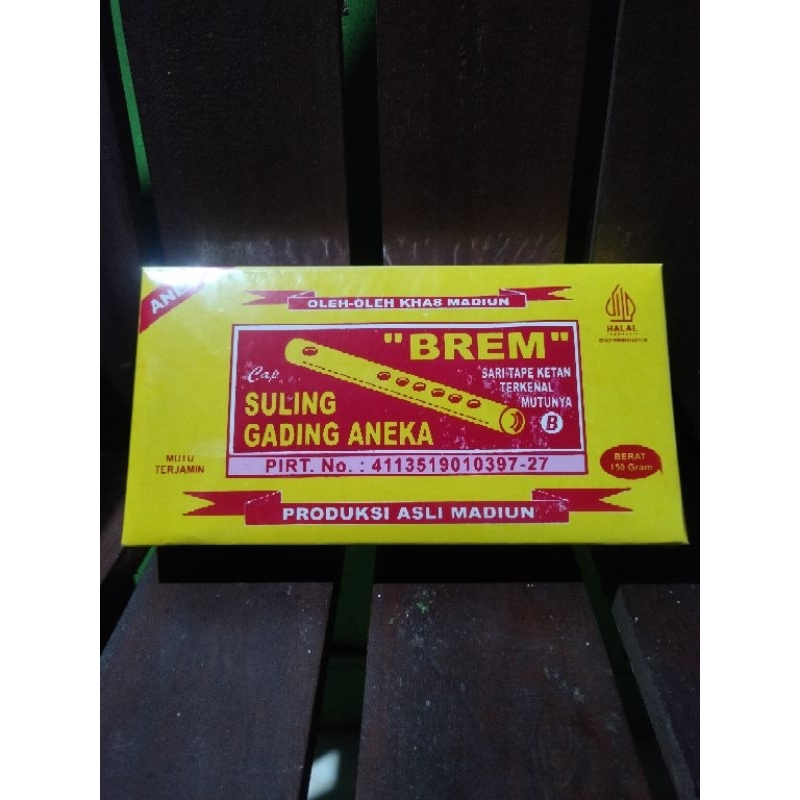 OLEH-OLEH KHAS MADIUN
HALAL
INDONESIA
"BREM"
Cap
SARI TAPE KETAN
TERKENAL
MUTUNYA
SULING
GADING ANEKA
B
MUTU
TERJAMIN
PIRT. No. : 4113519010397-27
BERAT
150 Gram
PRODUKSI ASLI MADIUN